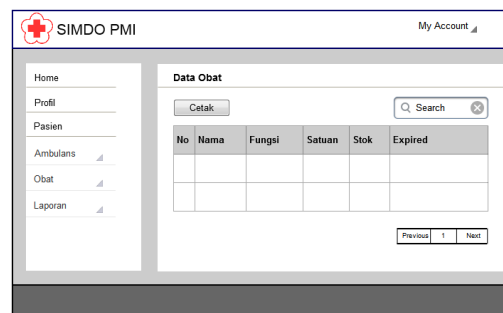 SIMDO PMI
My Account
Home
Profil
Pasien
Ambulans
Obat
Laporan
Data Obat
Cetak
Search
No Nama Fungsi Satuan Stok Expired
Previous 1 Next